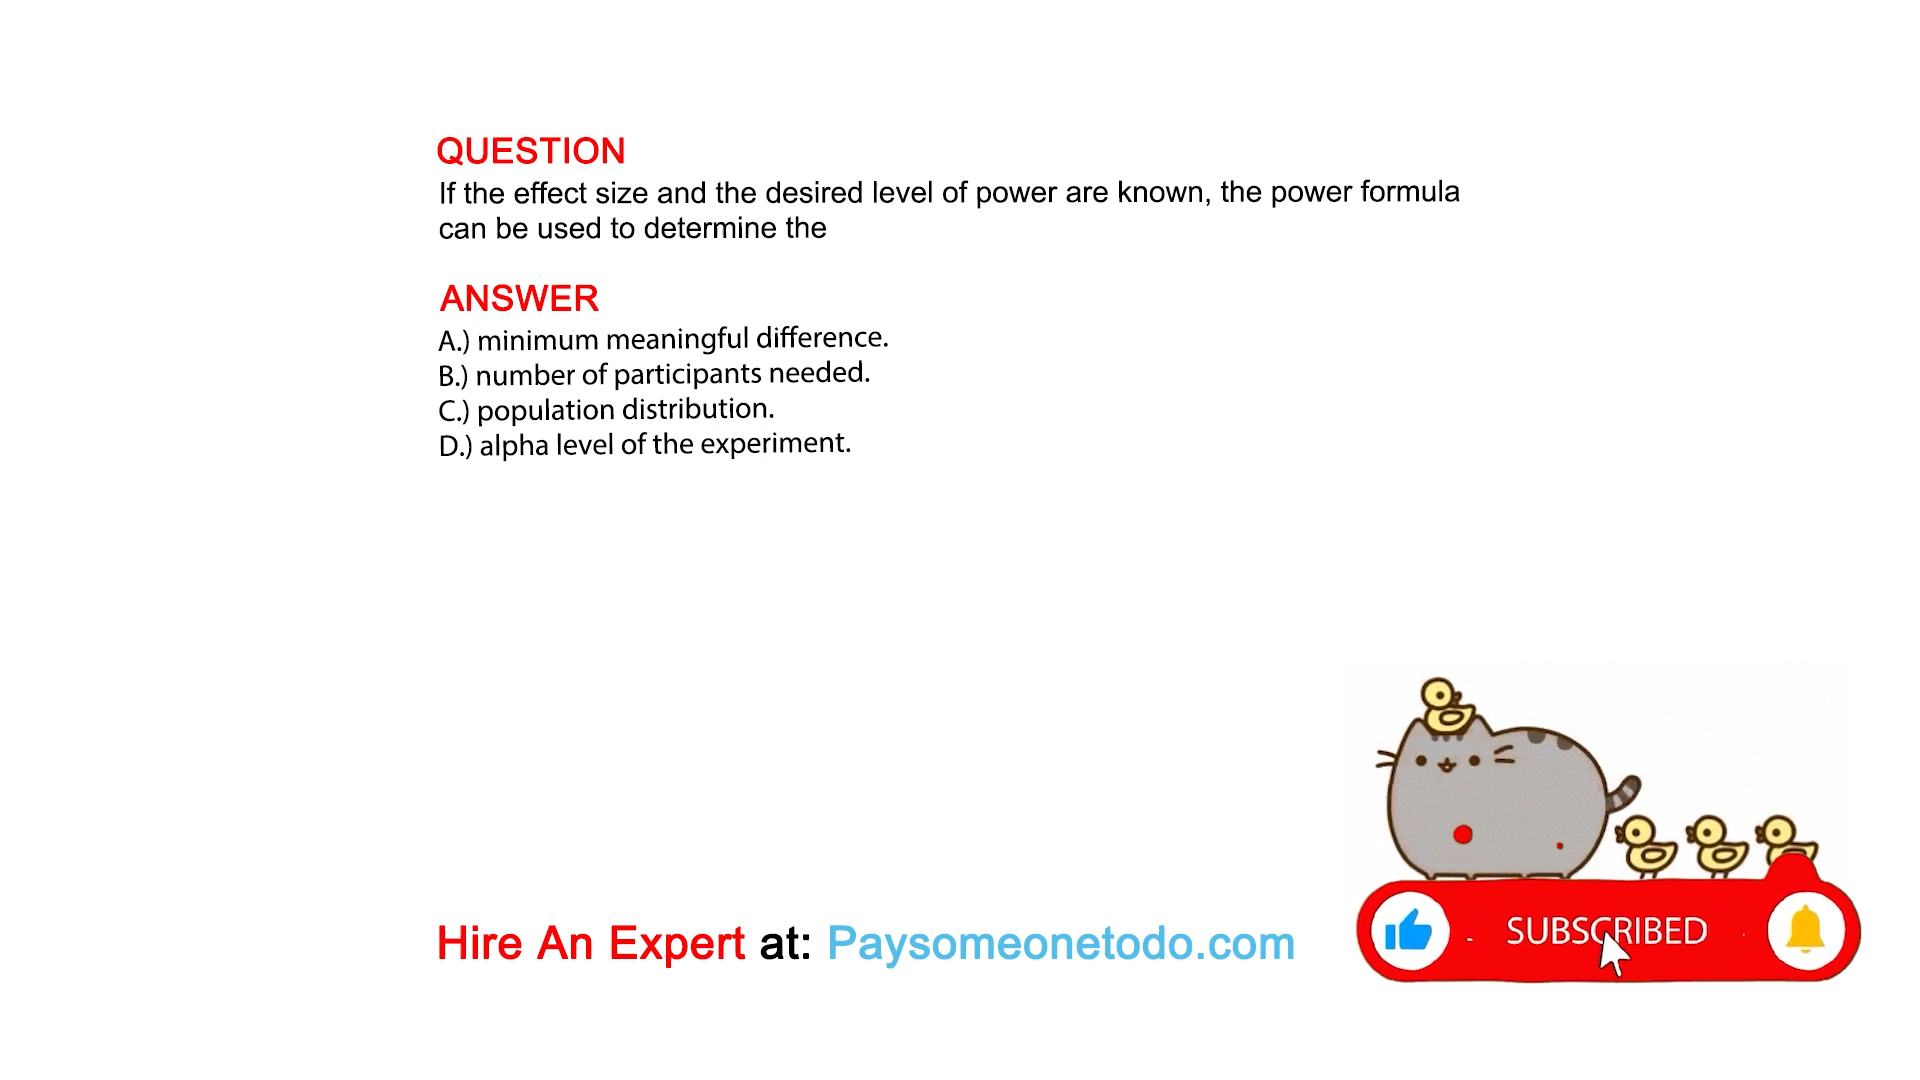 QUESTION
If the effect size and the desired level of power are known, the power formula
can be used to determine the
ANSWER
A.) minimum meaningful difference.
B.) number of participants needed.
C.) population distribution.
D.) alpha level of the experiment.
Hire An Expert at: Paysomeonetodo.com
SUBSCRIBED